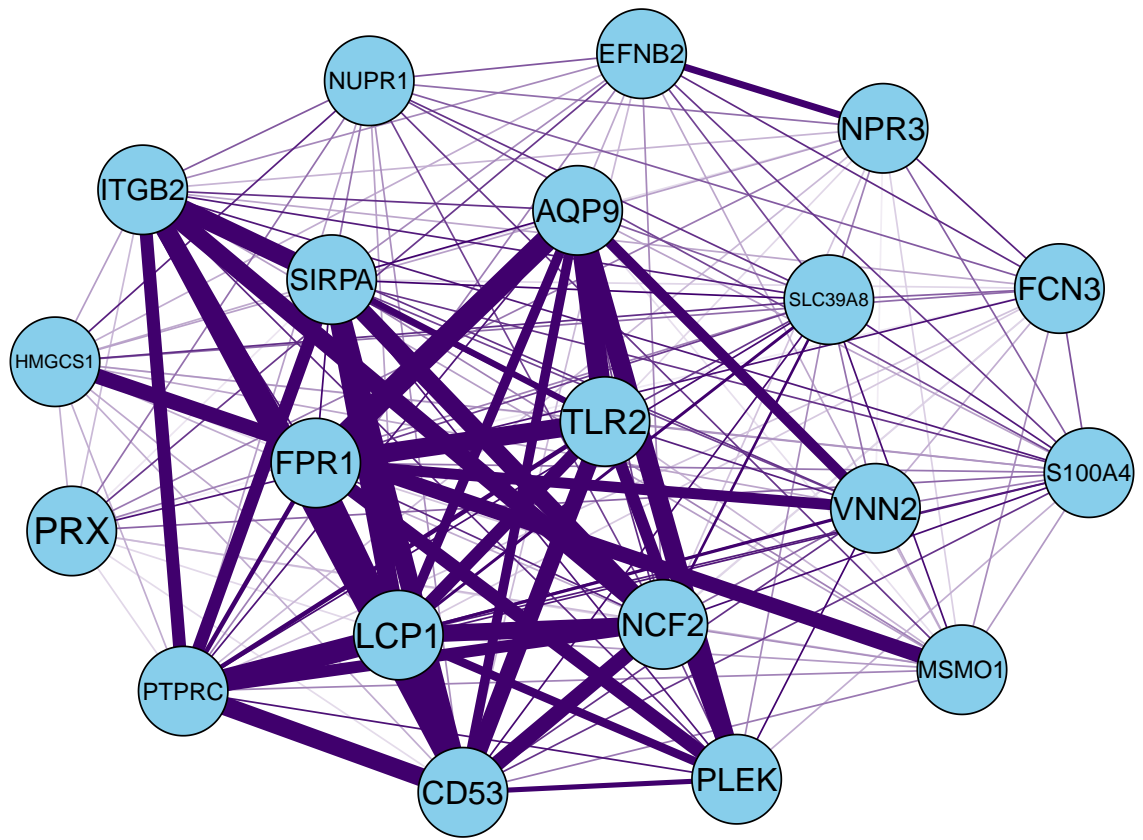 EFNB2
NUPR1
NPR3
ITGB2
AQP9
SIRPA
FCN3
SLC39A8
HMGCS1
TLR2
FPR1
S100A4
VNN2
PRX
NCF2
LCP1
MSMO1
PTPRC
PLEK
CD53